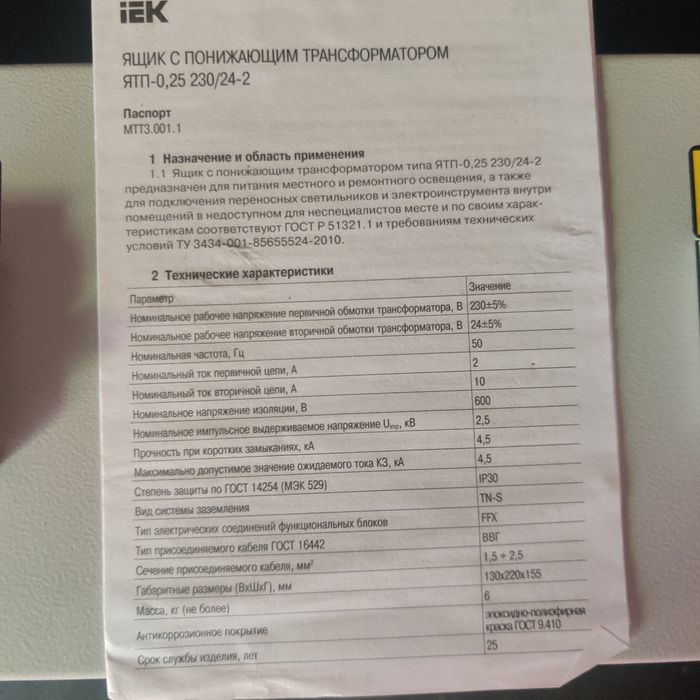 iEK
ЯЩИК С ПОНИЖАЮЩИМ ТРАНСФОРМАТОРОМ
ЯТП-0,25 230/24-2
Паспорт
МТТ3.001.1
1 Назначение и область применения
1.1 Ящик с понижающим трансформатором типа ЯТП-0,25 230/24-2
предназначен для питания местного и ремонтного освещения, а также
для подключения переносных светильников и электроинструмента внутри
помещений в недоступном для неспециалистов месте и по своим харак-
теристикам соответствуют ГОСТ Р 51321.1 и требованиям технических
условий ТУ 3434-001-85655524-2010.
2 Технические характеристики
Параметр Значение
Номинальное рабочее напряжение первичной обмотки трансформатора, В 230±5%
Номинальное рабочее напряжение вторичной обмотки трансформатора, В 24±5%
Номинальная частота, Гц 50
Номинальный ток первичной цепи, А 2
Номинальный ток вторичной цепи, А 10
Номинальное напряжение изоляции, В 600
Номинальное импульсное выдерживаемое напряжение Uimp, кВ 2,5
Прочность при коротких замыканиях, кА 4,5
Максимально допустимое значение ожидаемого тока КЗ, кА 4,5
Степень защиты по ГОСТ 14254 (МЭК 529) IP30
Вид системы заземления TN-S
Тип электрических соединений функциональных блоков FFX
Тип присоединяемого кабеля ГОСТ 16442 ВВГ
Сечение присоединяемого кабеля, мм² 1,5 ÷ 2,5
Габаритные размеры (ВхШхГ), мм 130х220х155
Масса, кг (не более) 6
Антикоррозионное покрытие эпоксидно-полиэфирная
краска ГОСТ 9.410
Срок службы изделия, лет 25